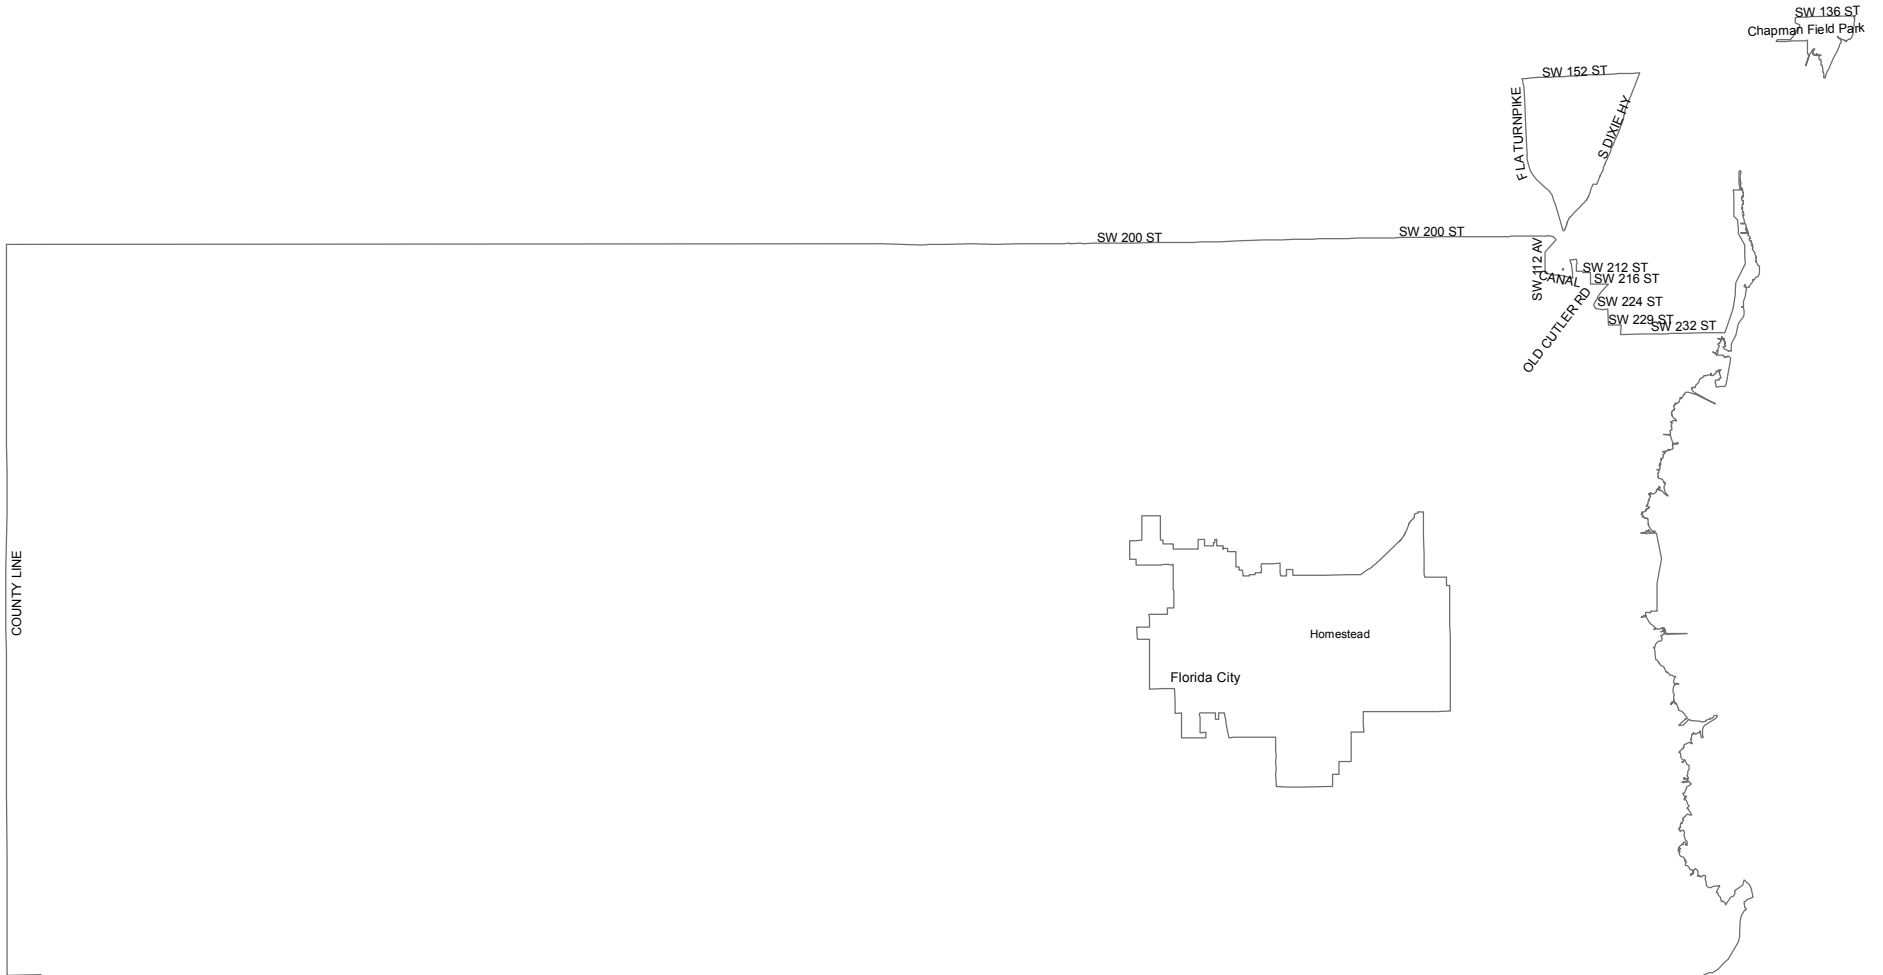 SW 136 ST
Chapman Field Park
SW 152 ST
F LA TURNPIKE
S DIXIE HY
SW 200 ST
SW 200 ST
SW 112 AV
SW 212 ST
CANAL
SW 216 ST
OLD CUTLER RD
SW 224 ST
SW 229 ST
SW 232 ST
COUNTY LINE
Homestead
Florida City